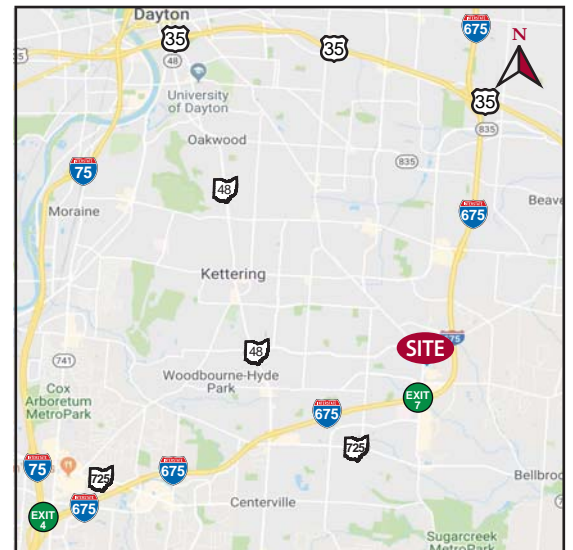 Dayton
35
35
675
N
48
35
University
of Dayton
835
Oakwood
835
75
48
Moraine
675
Beave
Kettering
SITE
48
741
Woodbourne-Hyde
Park
Cox
Arboretum
MetroPark
EXIT
7
675
725
75
725
675
Bellbroo
675
EXIT
4
Centerville
Sugarcreek
MetroPark